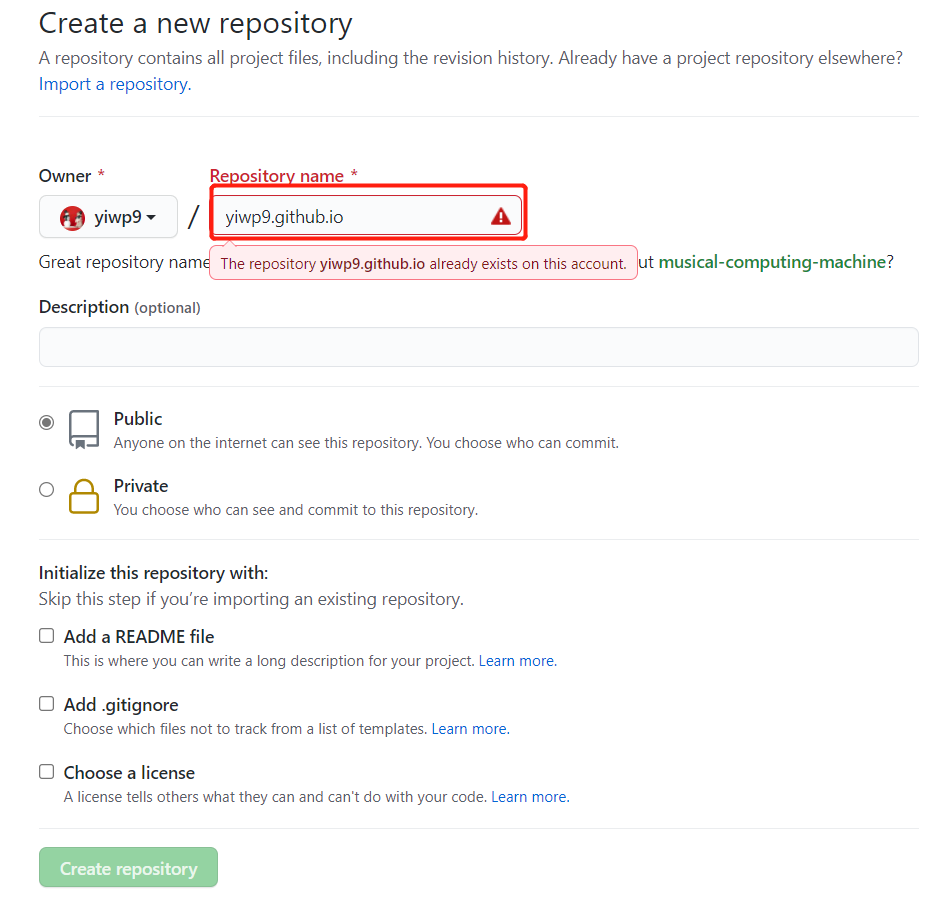 Create a new repository
A repository contains all project files, including the revision history. Already have a project repository elsewhere?
Import a repository.
Owner *
Repository name *
yiwp9
/
yiwp9.github.io
The repository yiwp9.github.io already exists on this account.
Great repository name
ut musical-computing-machine?
Description (optional)
Public
Anyone on the internet can see this repository. You choose who can commit.
Private
You choose who can see and commit to this repository.
Initialize this repository with:
Skip this step if you're importing an existing repository.
Add a README file
This is where you can write a long description for your project. Learn more.
Add .gitignore
Choose which files not to track from a list of templates. Learn more.
Choose a license
A license tells others what they can and can't do with your code. Learn more.
Create repository